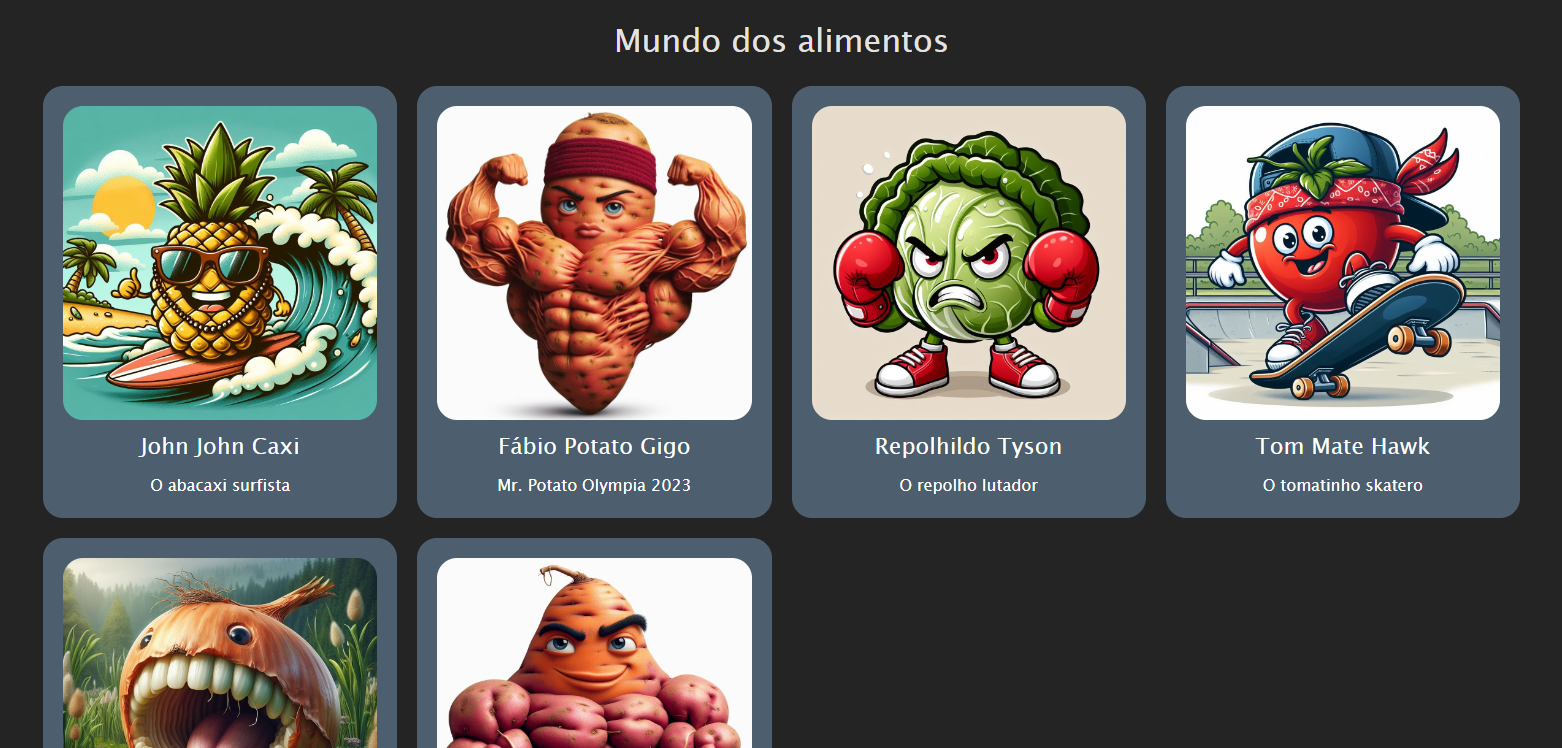 Mundo dos alimentos
John John Caxi
O abacaxi surfista
Fábio Potato Gigo
Mr. Potato Olympia 2023
Repolhildo Tyson
O repolho lutador
Tom Mate Hawk
O tomatinho skatero